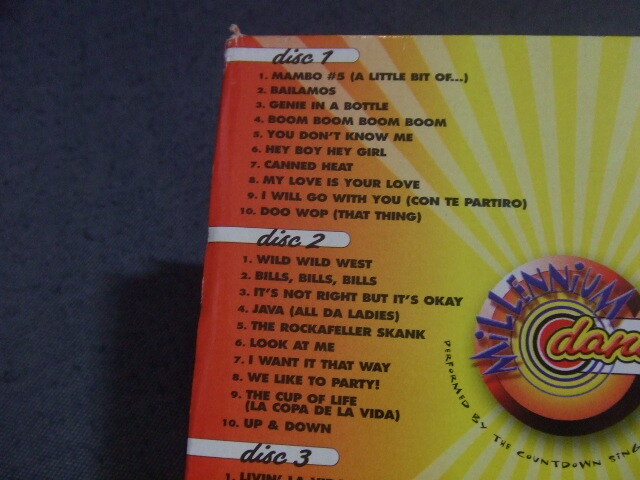 disc 1
1. MAMBO #5 (A LITTLE BIT OF...)
2. BAILAMOS
3. GENIE IN A BOTTLE
4. BOOM BOOM BOOM BOOM
5. YOU DON'T KNOW ME
6. HEY BOY HEY GIRL
7. CANNED HEAT
8. MY LOVE IS YOUR LOVE
9. I WILL GO WITH YOU (CON TE PARTIRO)
10. DOO WOP (THAT THING)
disc 2
1. WILD WILD WEST
2. BILLS, BILLS, BILLS
3. IT'S NOT RIGHT BUT IT'S OKAY
4. JAVA (ALL DA LADIES)
5. THE ROCKAFELLER SKANK
6. LOOK AT ME
7. I WANT IT THAT WAY
8. WE LIKE TO PARTY!
9. THE CUP OF LIFE
(LA COPA DE LA VIDA)
10. UP & DOWN
disc 3
1. LIVIN' LA
MILLENNIUM
dan
PERFORMED BY THE COUNTDOWN SING